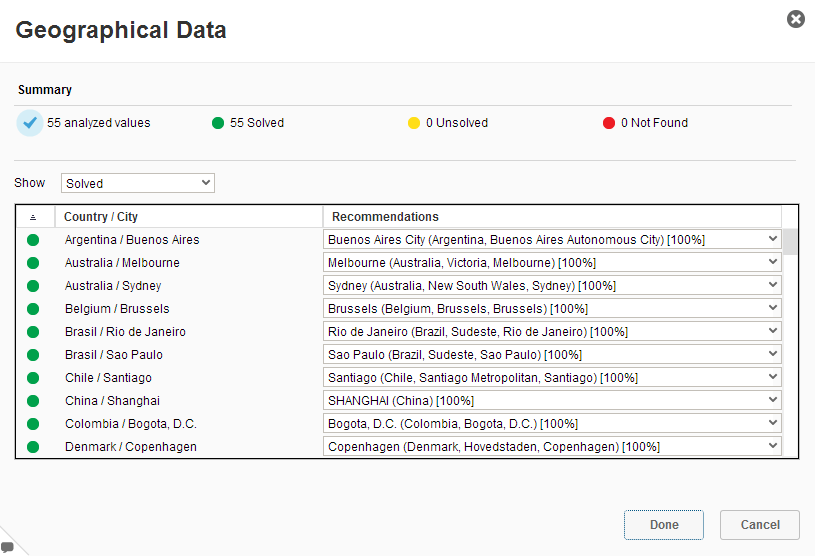 Geographical Data
Summary
55 analyzed values 55 Solved 0 Unsolved 0 Not Found
Show Solved
Country / City Recommendations
Argentina / Buenos Aires Buenos Aires City (Argentina, Buenos Aires Autonomous City) [100%]
Australia / Melbourne Melbourne (Australia, Victoria, Melbourne) [100%]
Australia / Sydney Sydney (Australia, New South Wales, Sydney) [100%]
Belgium / Brussels Brussels (Belgium, Brussels, Brussels) [100%]
Brasil / Rio de Janeiro Rio de Janeiro (Brazil, Sudeste, Rio de Janeiro) [100%]
Brasil / Sao Paulo Sao Paulo (Brazil, Sudeste, Sao Paulo) [100%]
Chile / Santiago Santiago (Chile, Santiago Metropolitan, Santiago) [100%]
China / Shanghai SHANGHAI (China) [100%]
Colombia / Bogota, D.C. Bogota, D.C. (Colombia, Bogota, D.C.) [100%]
Denmark / Copenhagen Copenhagen (Denmark, Hovedstaden, Copenhagen) [100%]
Done Cancel